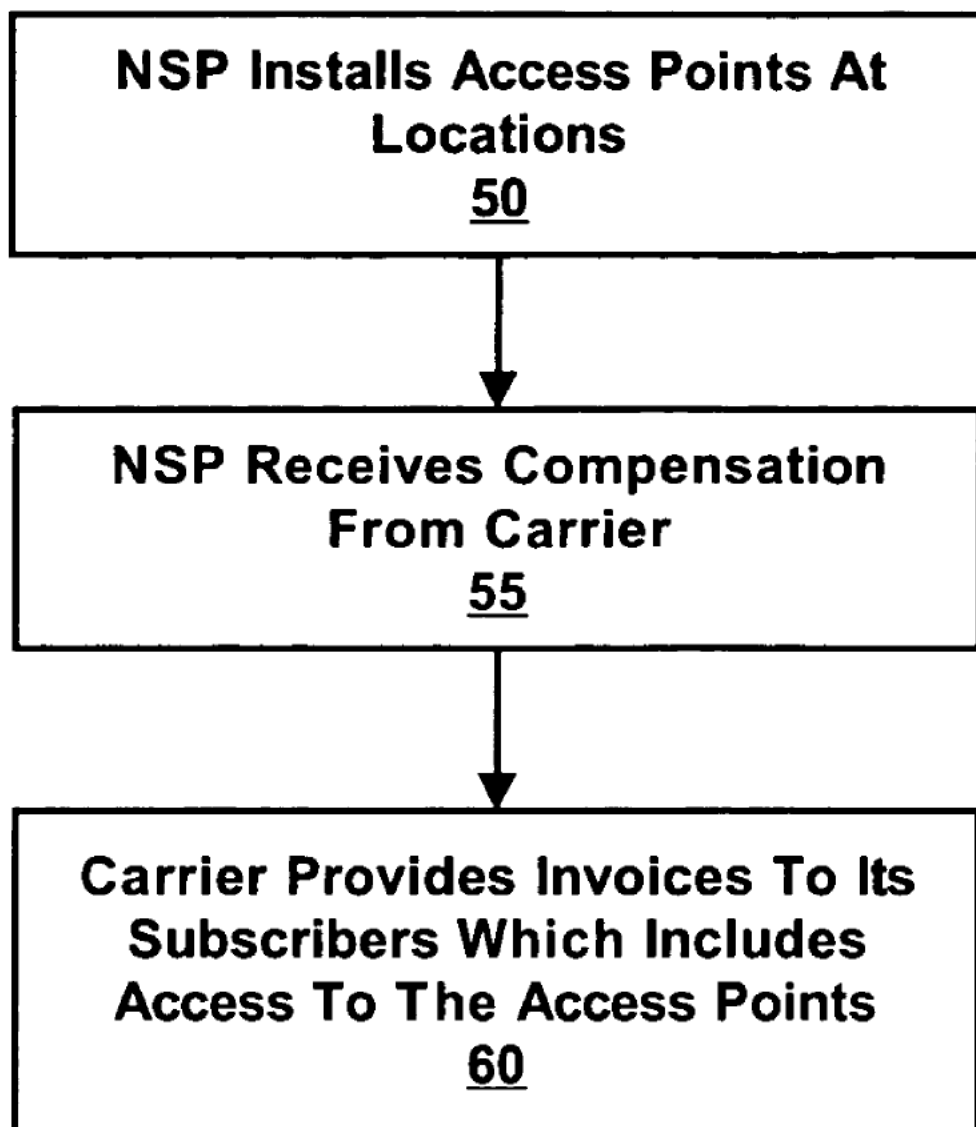 NSP Installs Access Points At
Locations
50
NSP Receives Compensation
From Carrier
55
Carrier Provides Invoices To Its
Subscribers Which Includes
Access To The Access Points
60